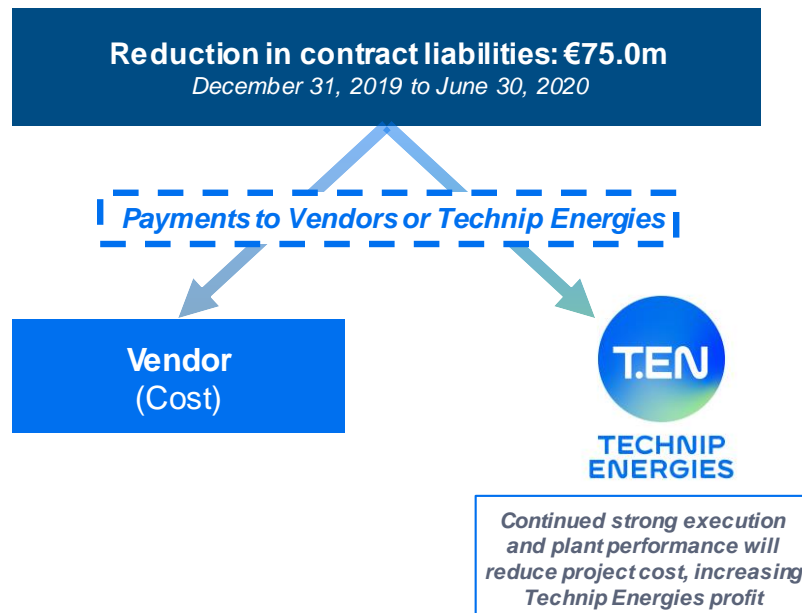 Reduction in contract liabilities: €75.0m
December 31, 2019 to June 30, 2020
Payments to Vendors or Technip Energies
Vendor
(Cost)
T.EN
TECHNIP
ENERGIES
Continued strong execution
and plant performance will
reduce project cost, increasing
Technip Energies profit